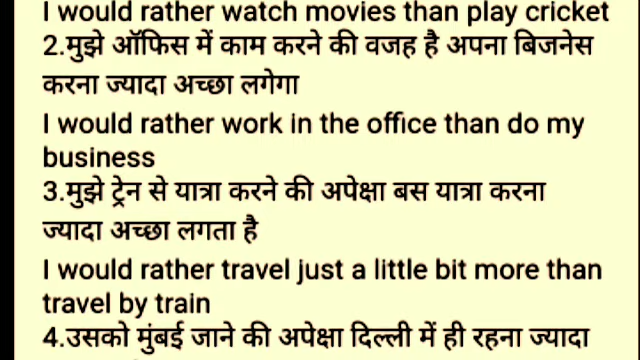 I would rather watch movies than play cricket
2.मुझे ऑफिस में काम करने की वजह है अपना बिजनेस
करना ज्यादा अच्छा लगेगा
I would rather work in the office than do my
business
3.मुझे ट्रेन से यात्रा करने की अपेक्षा बस यात्रा करना
ज्यादा अच्छा लगता है
I would rather travel just a little bit more than
travel by train
4.उसको मुंबई जाने की अपेक्षा दिल्ली में ही रहना ज्यादा